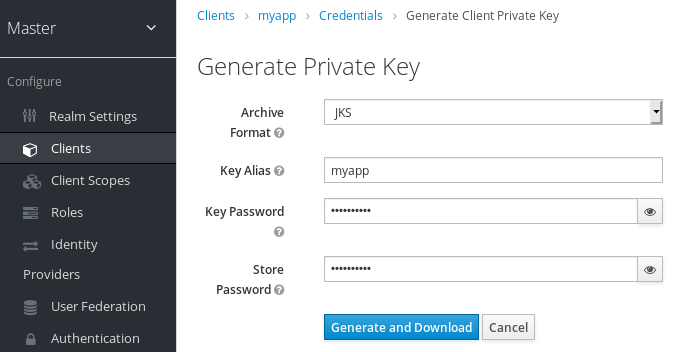 Master
Configure
Realm Settings
Clients
Client Scopes
Roles
Identity
Providers
User Federation
Authentication
Clients > myapp > Credentials > Generate Client Private Key
Generate Private Key
Archive
Format
JKS
Key Alias
myapp
Key Password
••••••••••
Store
Password
••••••••••
Generate and Download
Cancel